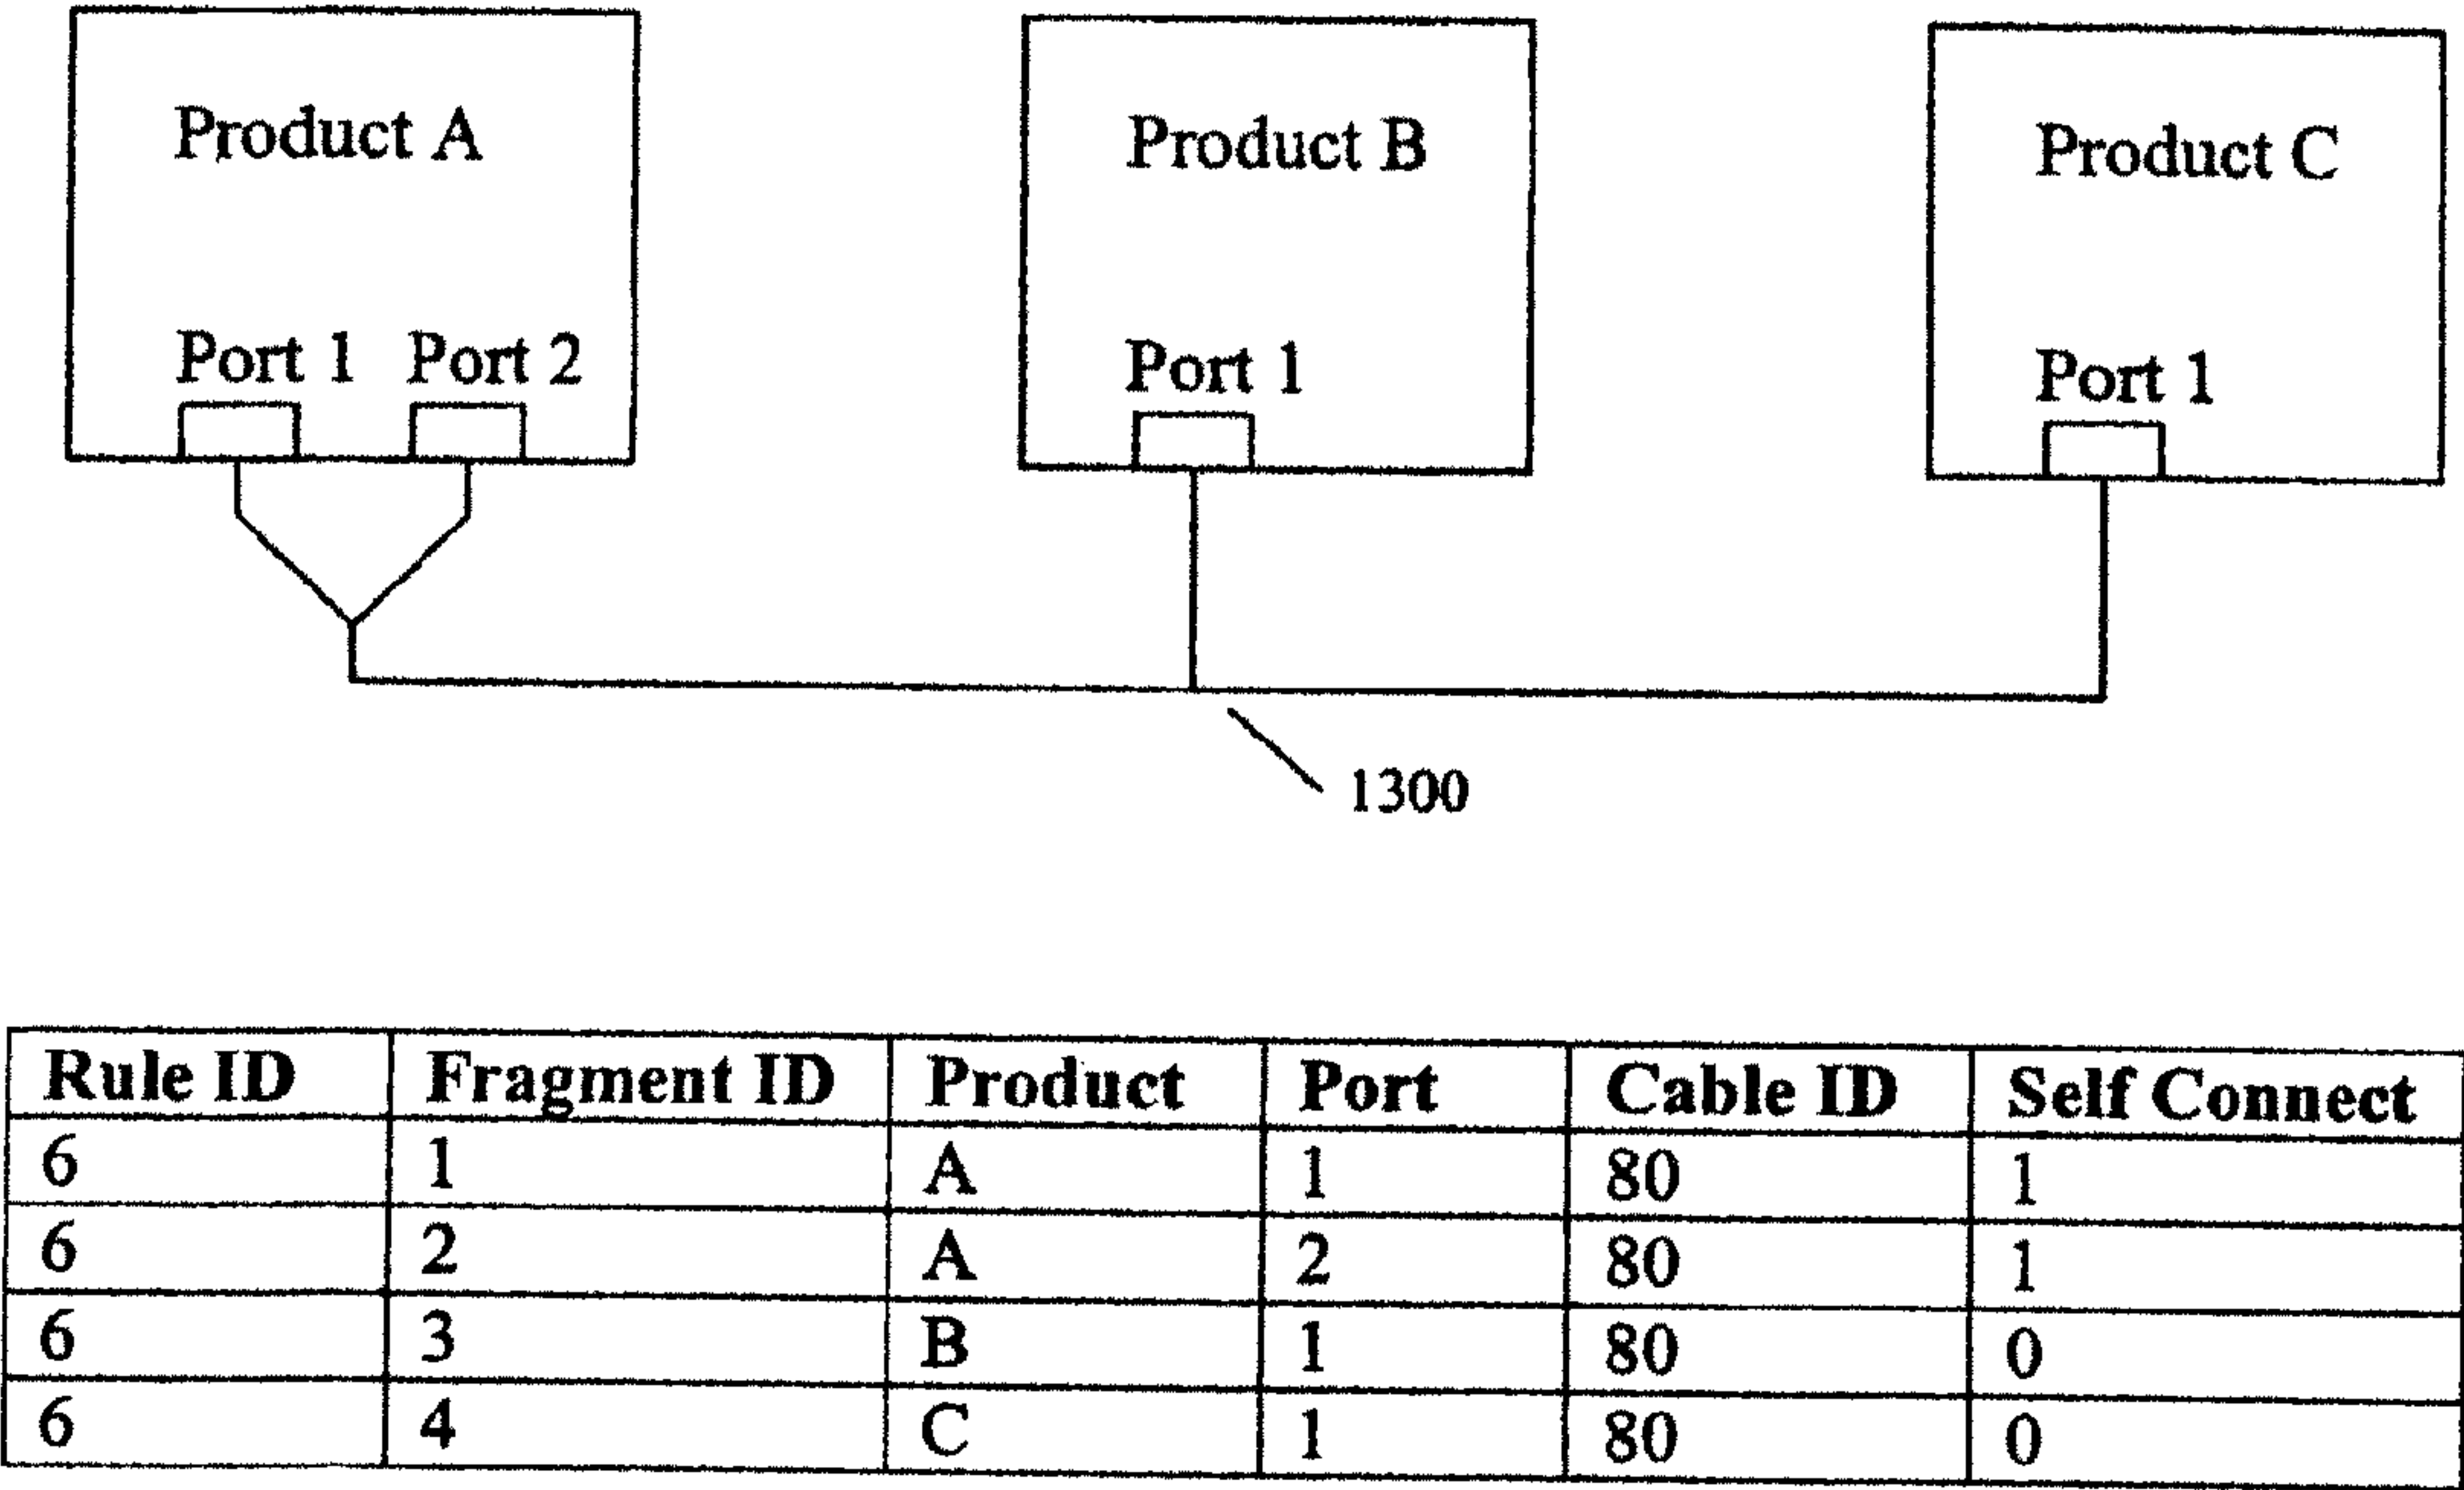 Product A
Product B
Product C
Port 1 Port 2
Port 1
Port 1
1300
Rule ID Fragment ID Product Port Cable ID Self Connect
6 1 A 1 80 1
6 2 A 2 80 1
6 3 B 1 80 0
6 4 C 1 80 0